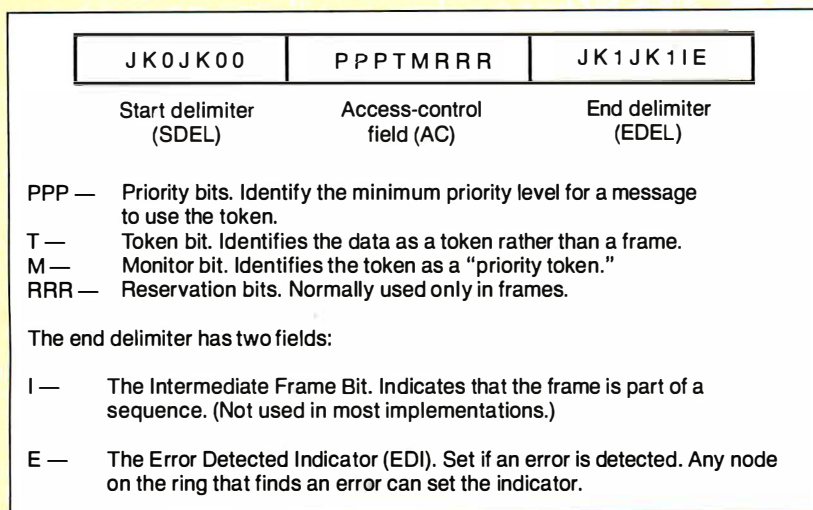 JK0JK00 PPPTMRRR JK1JK1IE
Start delimiter Access-control End delimiter
(SDEL) field (AC) (EDEL)
PPP — Priority bits. Identify the minimum priority level for a message
to use the token.
T — Token bit. Identifies the data as a token rather than a frame.
M — Monitor bit. Identifies the token as a “priority token.”
RRR — Reservation bits. Normally used only in frames.
The end delimiter has two fields:
I — The Intermediate Frame Bit. Indicates that the frame is part of a
sequence. (Not used in most implementations.)
E — The Error Detected Indicator (EDI). Set if an error is detected. Any node
on the ring that finds an error can set the indicator.